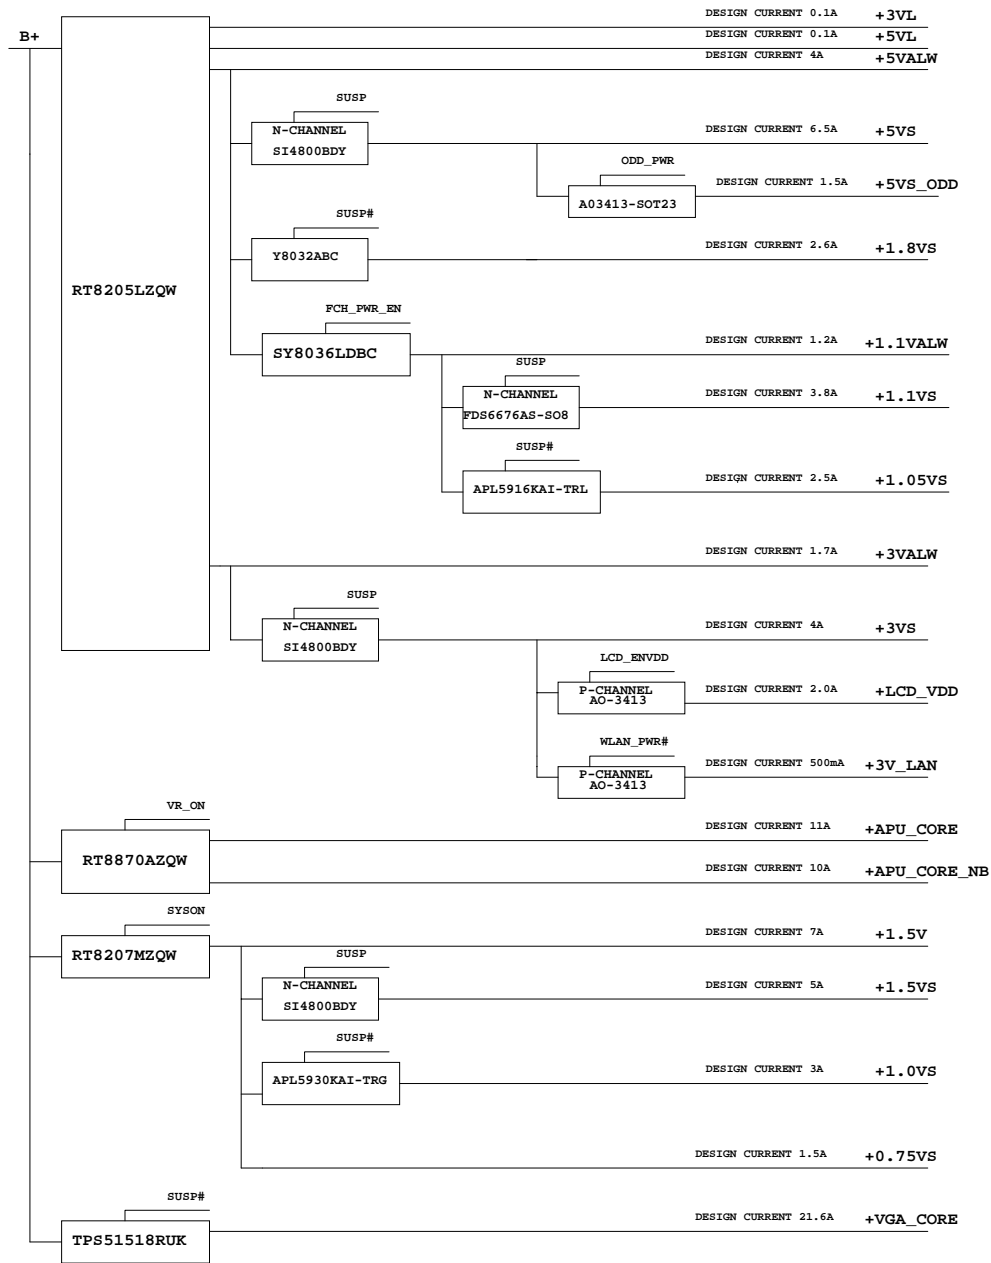 DESIGN CURRENT 0.1A +3VL
B+
DESIGN CURRENT 0.1A +5VL
DESIGN CURRENT 4A +5VALW
SUSP
N-CHANNEL
SI4800BDY
DESIGN CURRENT 6.5A +5VS
ODD_PWR
A03413-SOT23
DESIGN CURRENT 1.5A +5VS_ODD
SUSP#
Y8032ABC
DESIGN CURRENT 2.6A +1.8VS
RT8205LZQW
FCH_PWR_EN
SY8036LDBC
DESIGN CURRENT 1.2A +1.1VALW
SUSP
N-CHANNEL
FDS6676AS-SO8
DESIGN CURRENT 3.8A +1.1VS
SUSP#
APL5916KAI-TRL
DESIGN CURRENT 2.5A +1.05VS
DESIGN CURRENT 1.7A +3VALW
SUSP
N-CHANNEL
SI4800BDY
DESIGN CURRENT 4A +3VS
LCD_ENVDD
P-CHANNEL
AO-3413
DESIGN CURRENT 2.0A +LCD_VDD
WLAN_PWR#
P-CHANNEL
AO-3413
DESIGN CURRENT 500mA +3V_LAN
VR_ON
RT8870AZQW
DESIGN CURRENT 11A +APU_CORE
DESIGN CURRENT 10A +APU_CORE_NB
SYSON
RT8207MZQW
DESIGN CURRENT 7A +1.5V
SUSP
N-CHANNEL
SI4800BDY
DESIGN CURRENT 5A +1.5VS
SUSP#
APL5930KAI-TRG
DESIGN CURRENT 3A +1.0VS
DESIGN CURRENT 1.5A +0.75VS
SUSP#
TPS51518RUK
DESIGN CURRENT 21.6A +VGA_CORE